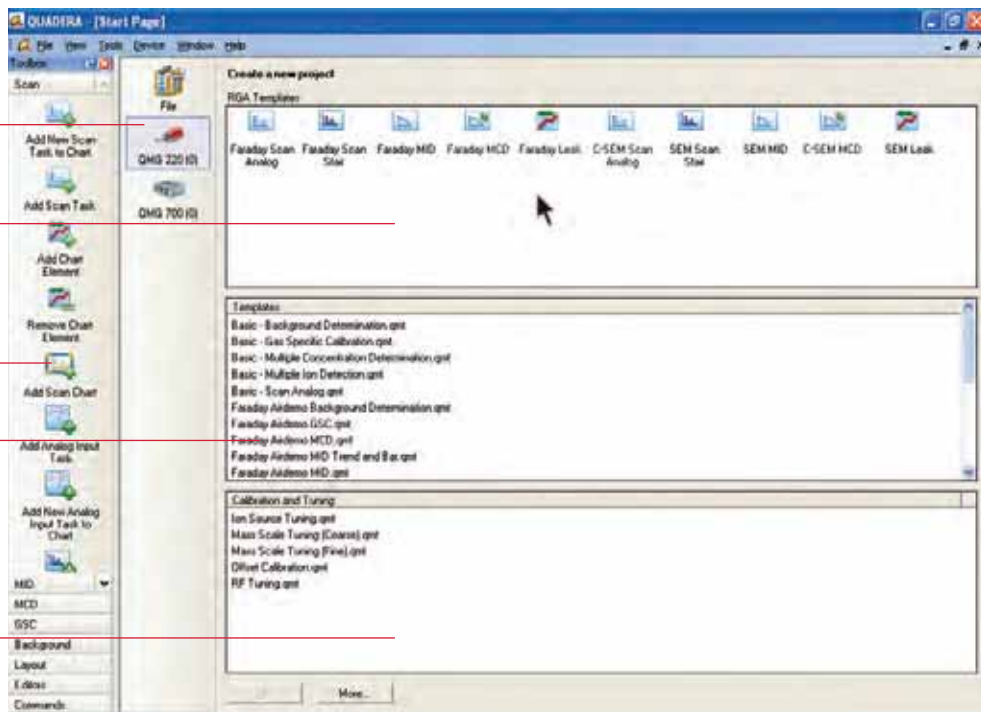 QUADERA - [Start Page]
File View Tools Device Window Help
Toolbox
Scan
Add New Scan
Task to Chart
Add Scan Task
Add Chart
Element
Remove Chart
Element
Add Scan Chart
Add Analog Input
Task
Add New Analog
Input Task to
Chart
MID
MCD
GSC
Background
Layout
Editors
Commands
File
QMG 220 (0)
QMG 700 (0)
Create a new project
RGA Templates
Faraday Scan
Analog
Faraday Scan
Stair
Faraday MID
Faraday MCD
Faraday Leak
C-SEM Scan
Analog
SEM Scan
Stair
SEM MID
C-SEM MCD
SEM Leak
Templates
Basic - Background Determination.qmt
Basic - Gas Specific Calibration.qmt
Basic - Multiple Concentration Determination.qmt
Basic - Multiple Ion Detection.qmt
Basic - Scan Analog.qmt
Faraday Airdemo Background Determination.qmt
Faraday Airdemo GSC.qmt
Faraday Airdemo MCD.qmt
Faraday Airdemo MID Trend and Bar.qmt
Faraday Airdemo MID.qmt
Calibration and Tuning
Ion Source Tuning.qmt
Mass Scale Tuning (Coarse).qmt
Mass Scale Tuning (Fine).qmt
Offset Calibration.qmt
RF Tuning.qmt
More...